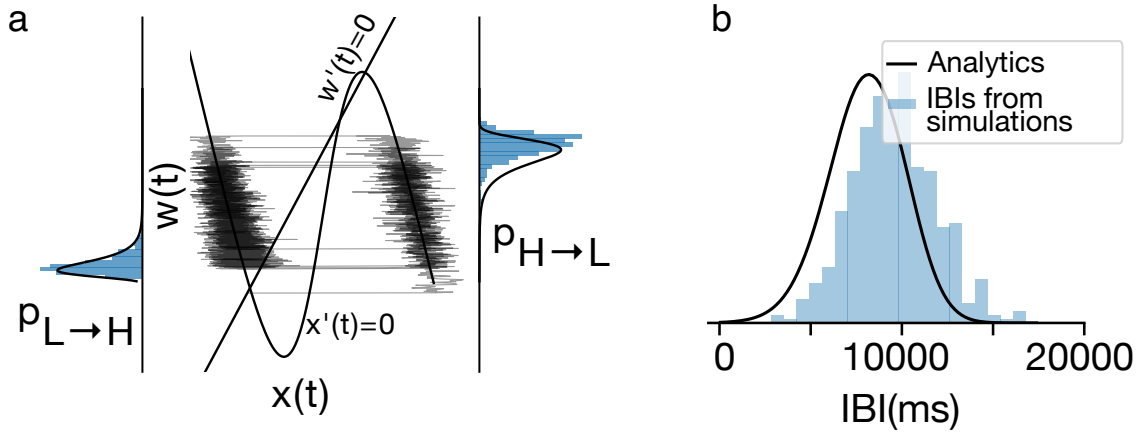 a
b
w'(t)=0
w(t)
x'(t)=0
x(t)
p L→H
p H→L
Analytics
IBIs from
simulations
0 10000 20000
IBI(ms)